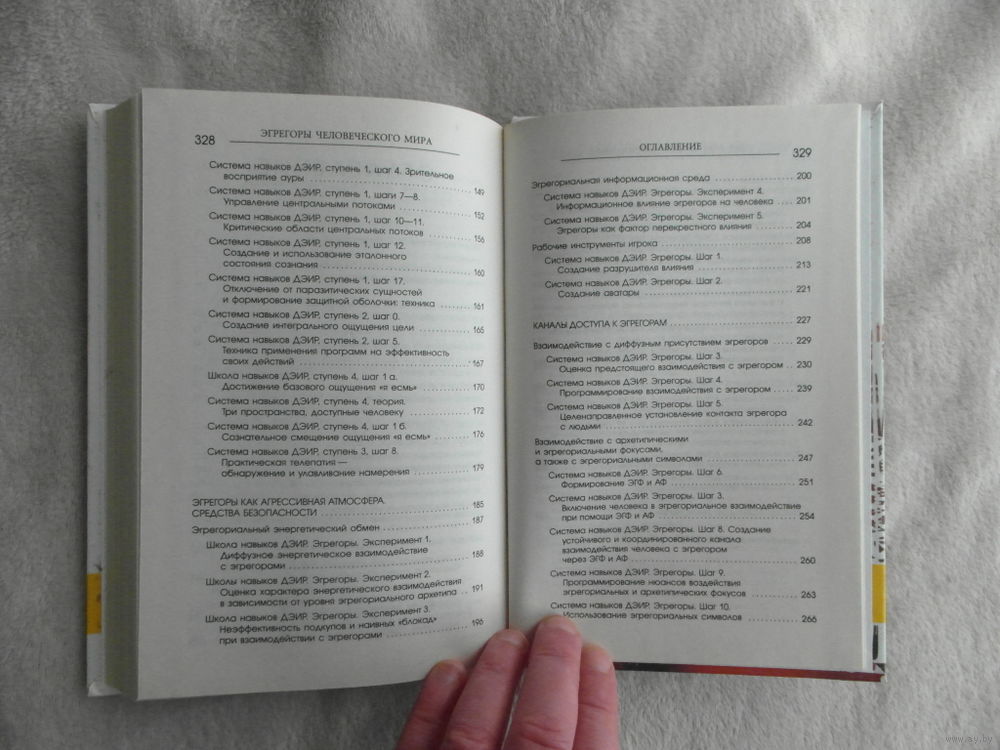 328
ЭГРЕГОРЫ ЧЕЛОВЕЧЕСКОГО МИРА
Система навыков ДЭИР, ступень 1, шаг 4. Зрительное
восприятие ауры ........ 149
Система навыков ДЭИР, ступень 1, шаги 7—8.
Управление центральными потоками ........ 152
Система навыков ДЭИР, ступень 1, шаг 10—11.
Критические области центральных потоков ........ 156
Система навыков ДЭИР, ступень 1, шаг 12.
Создание и использование эталонного
состояния сознания ........ 160
Система навыков ДЭИР, ступень 1, шаг 17.
Отключение от паразитических сущностей
и формирование защитной оболочки: техника ........ 161
Система навыков ДЭИР, ступень 2, шаг 0.
Создание интегрального ощущения цели ........ 165
Система навыков ДЭИР, ступень 2, шаг 5.
Техника применения программ на эффективность
своих действий ........ 167
Школа навыков ДЭИР, ступень 4, шаг 1 а.
Достижение базового ощущения «я есмь» ........ 170
Система навыков ДЭИР, ступень 4, теория.
Три пространства, доступные человеку ........ 172
Система навыков ДЭИР, ступень 4, шаг 1 б.
Сознательное смещение ощущения «я есмь» ........ 176
Система навыков ДЭИР, ступень 3, шаг 8.
Практическая телепатия —
обнаружение и улавливание намерения ........ 179
ЭГРЕГОРЫ КАК АГРЕССИВНАЯ АТМОСФЕРА.
СРЕДСТВА БЕЗОПАСНОСТИ ........ 185
Эгрегориальный энергетический обмен ........ 187
Школа навыков ДЭИР. Эгрегоры. Эксперимент 1.
Диффузное энергетическое взаимодействие
с эгрегорами ........ 188
Школы навыков ДЭИР. Эгрегоры. Эксперимент 2.
Оценка характера энергетического взаимодействия
в зависимости от уровня эгрегориального архетипа .. 191
Школа навыков ДЭИР. Эгрегоры. Эксперимент 3.
Неэффективность подкупов и наивных «блокад»
при взаимодействии с эгрегорами ........ 196
ОГЛАВЛЕНИЕ
329
Эгрегориальная информационная среда ........ 200
Система навыков ДЭИР. Эгрегоры. Эксперимент 4.
Информационное влияние эгрегоров на человека .... 201
Система навыков ДЭИР. Эгрегоры. Эксперимент 5.
Эгрегоры как фактор перекрестного влияния ........ 204
Рабочие инструменты игрока ........ 208
Система навыков ДЭИР. Эгрегоры. Шаг 1.
Создание разрушителя влияния ........ 213
Система навыков ДЭИР. Эгрегоры. Шаг 2.
Создание аватары ........ 221
КАНАЛЫ ДОСТУПА К ЭГРЕГОРАМ ........ 227
Взаимодействие с диффузным присутствием эгрегоров ..... 229
Система навыков ДЭИР. Эгрегоры. Шаг 3.
Оценка предстоящего взаимодействия с эгрегором .. 230
Система навыков ДЭИР. Эгрегоры. Шаг 4.
Программирование взаимодействия с эгрегором .... 239
Система навыков ДЭИР. Эгрегоры. Шаг 5.
Целенаправленное установление контакта эгрегора
с людьми ........ 242
Взаимодействие с архетипическими
и эгрегориальными фокусами,
а также с эгрегориальными символами ........ 247
Система навыков ДЭИР. Эгрегоры. Шаг 6.
Формирование ЭГФ и АФ ........ 251
Система навыков ДЭИР. Эгрегоры. Шаг 3.
Включение человека в эгрегориальное взаимодействие
при помощи ЭГФ и АФ ........ 254
Система навыков ДЭИР. Эгрегоры. Шаг 8. Создание
устойчивого и координированного канала
взаимодействия человека с эгрегором
через ЭГФ и АФ ........ 260
Система навыков ДЭИР. Эгрегоры. Шаг 9.
Программирование нюансов воздействия
эгрегориальных и архетипических фокусов ........ 263
Система навыков ДЭИР. Эгрегоры. Шаг 10.
Использование эгрегориальных символов ........ 266
www.ay.by